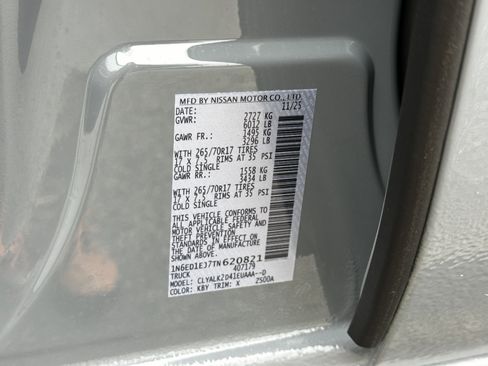 MFD BY NISSAN MOTOR CO., LTD
DATE: 11/25
GVWR: 2727 KG
6012 LB
GAWR FR.: 1495 KG
3296 LB
WITH 265/70R17 TIRES
17 X 7.5 RIMS AT 35 PSI
COLD SINGLE
GAWR RR.: 1558 KG
3434 LB
WITH 265/70R17 TIRES
17 X 7.5 RIMS AT 35 PSI
COLD SINGLE
THIS VEHICLE CONFORMS TO
ALL APPLICABLE FEDERAL
MOTOR VEHICLE SAFETY
STANDARDS IN EFFECT ON
THE DATE OF MANUFACTURE
SHOWN ABOVE.
1N6ED1EJ7TN620821
TRUCK 407179
MODEL: CLYALKZD41EUAAA--D
COLOR: KBY TRIM: X 2500A